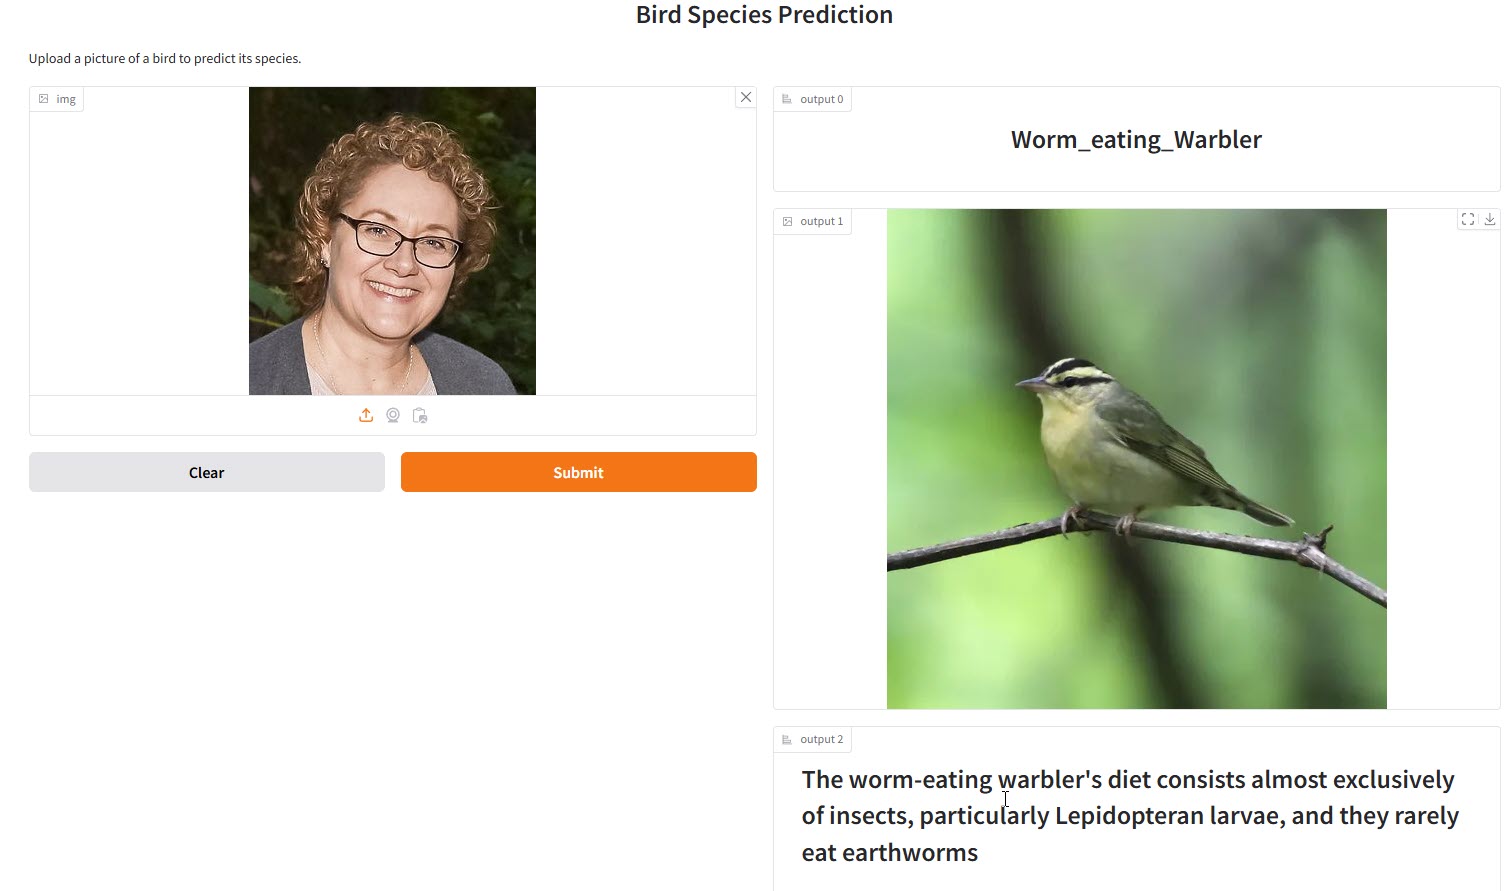 Bird Species Prediction
Upload a picture of a bird to predict its species.
img
Clear
Submit
output 0
Worm_eating_Warbler
output 1
output 2
The worm-eating warbler's diet consists almost exclusively
of insects, particularly Lepidopteran larvae, and they rarely
eat earthworms